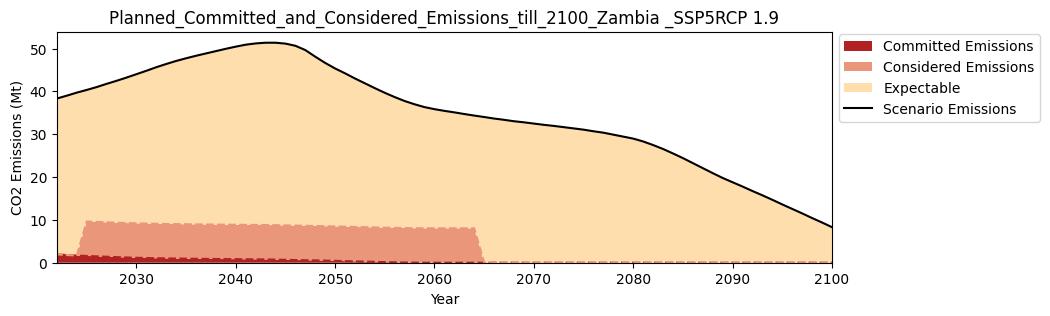 Planned_Committed_and_Considered_Emissions_till_2100_Zambia _SSP5RCP 1.9
CO2 Emissions (Mt)
50
40
30
20
10
0
2030 2040 2050 2060 2070 2080 2090 2100
Year
Committed Emissions
Considered Emissions
Expectable
Scenario Emissions